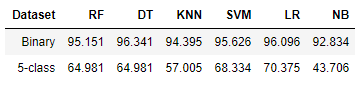 Dataset RF DT KNN SVM LR NB
Binary 95.151 96.341 94.395 95.626 96.096 92.834
5-class 64.981 64.981 57.005 68.334 70.375 43.706